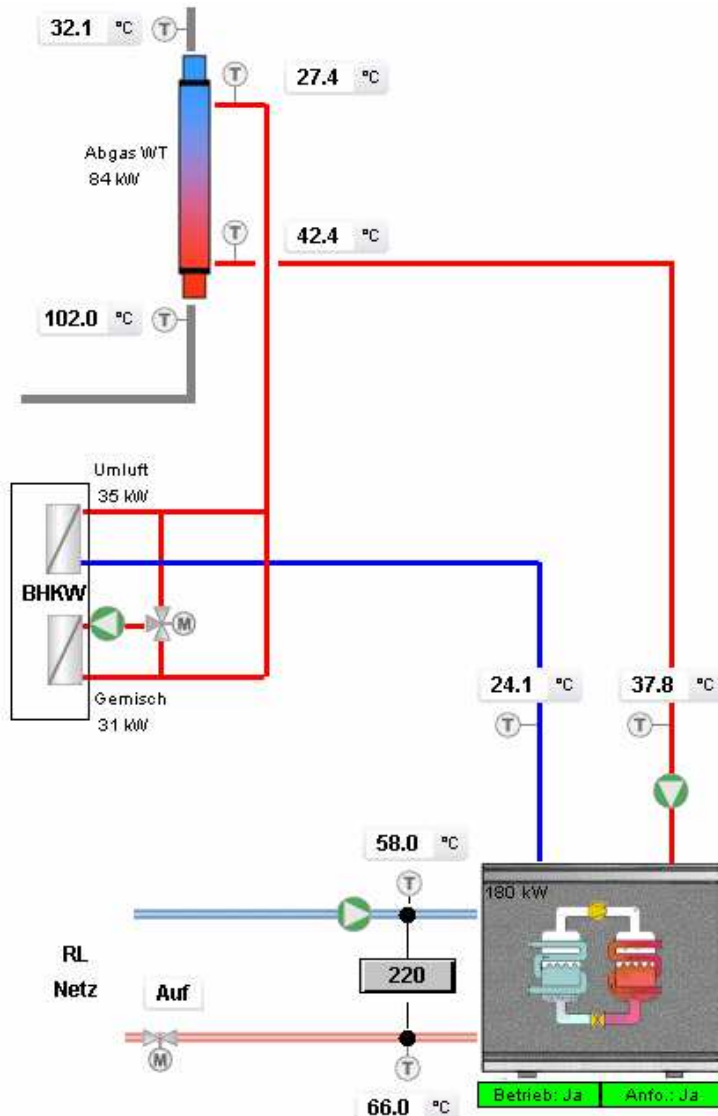 32.1 °C T
T 27.4 °C
Abgas WT
84 kW
T 42.4 °C
102.0 °C T
Umluft
35 kW
BHKW
M
Gemisch
31 kW
24.1 °C 37.8 °C
T T
58.0 °C
T
180 kW
RL
Netz
Auf
220
M
T
66.0 °C
Betrieb: Ja Anfo.: Ja